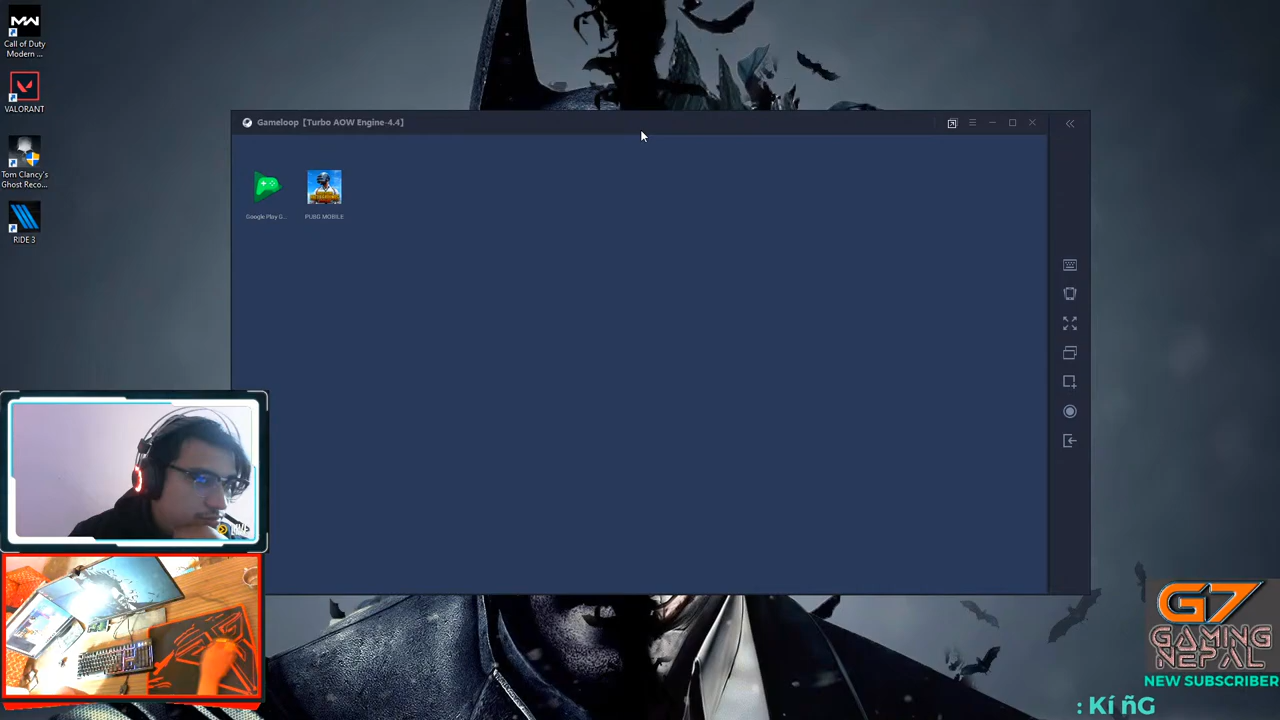 Call of Duty
Modern ...
VALORANT
Tom Clancy's
Ghost Reco...
RIDE 3
Gameloop [Turbo AOW Engine-4.4]
Google Play G...
PUBG MOBILE
G7
GAMING
NEPAL
NEW SUBSCRIBER
: Kí ñG